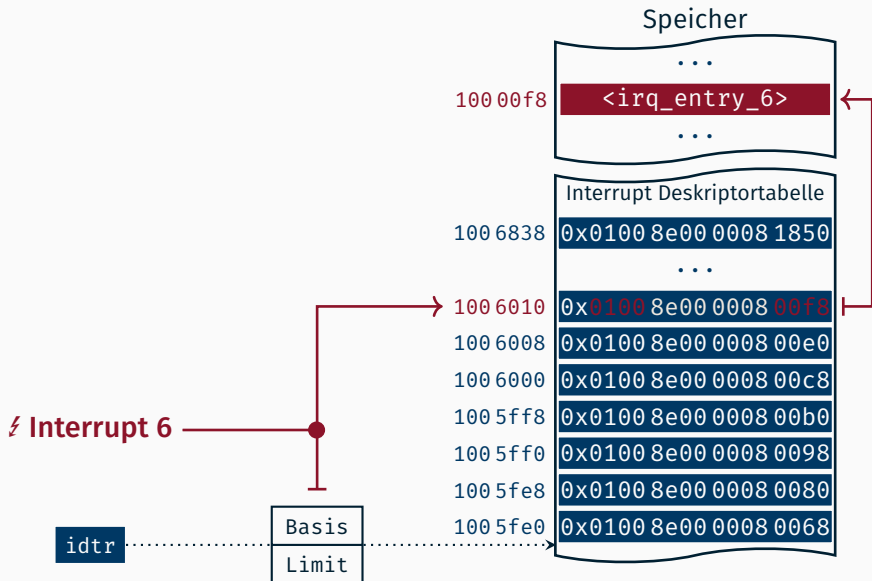 Speicher
...
100 00f8 <irq_entry_6>
...
Interrupt Deskriptortabelle
100 6838 0x0100 8e00 0008 1850
...
100 6010 0x0100 8e00 0008 00f8
100 6008 0x0100 8e00 0008 00e0
100 6000 0x0100 8e00 0008 00c8
100 5ff8 0x0100 8e00 0008 00b0
Interrupt 6
100 5ff0 0x0100 8e00 0008 0098
100 5fe8 0x0100 8e00 0008 0080
100 5fe0 0x0100 8e00 0008 0068
Basis
idtr
Limit